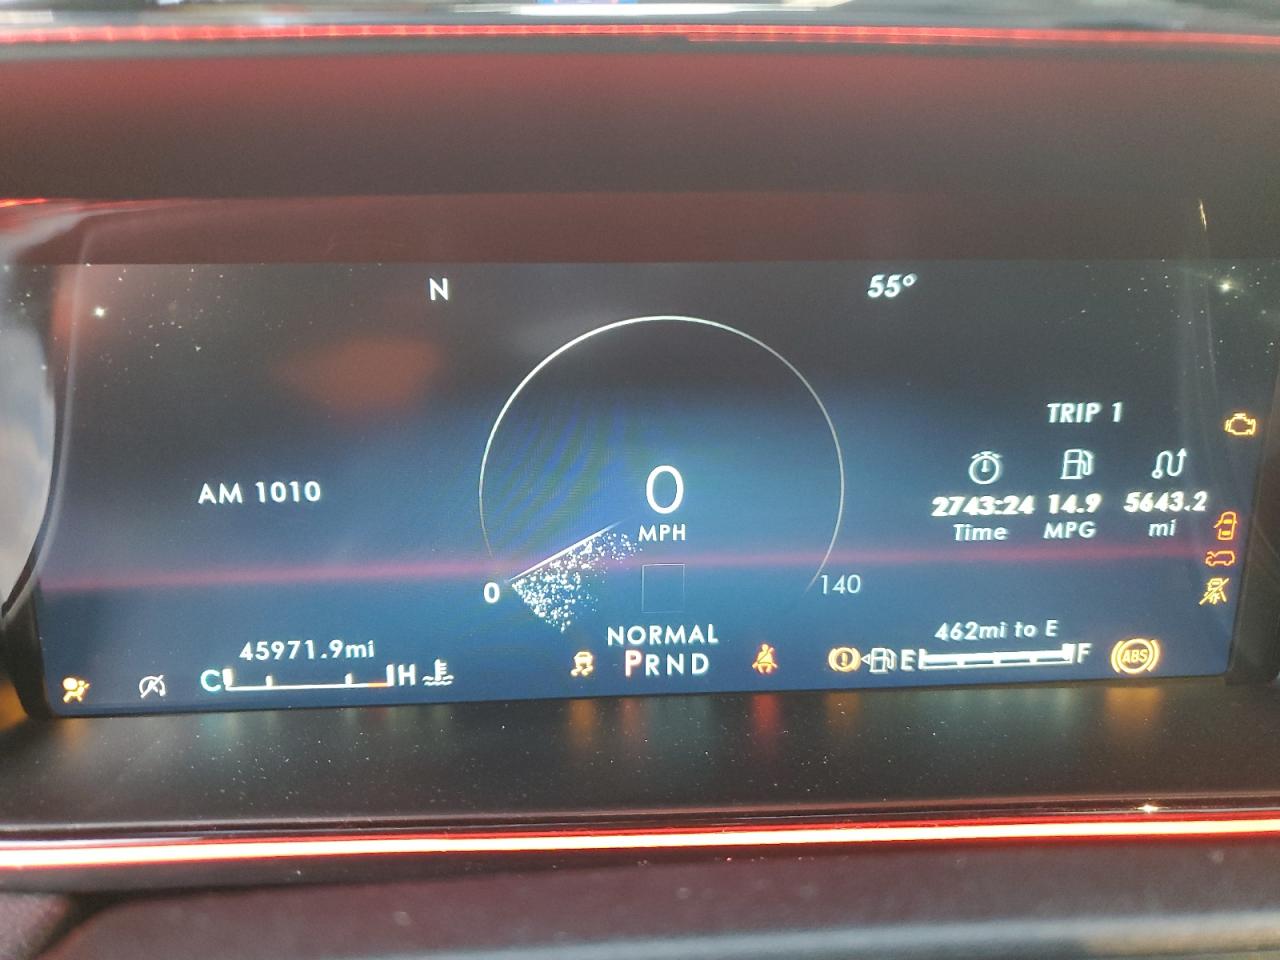 N
55°
TRIP 1
AM 1010
0
MPH
2743:24 14.9 5643.2
Time MPG mi
0
140
NORMAL
PRND
45971.9mi
C H
462mi to E
E F
ABS